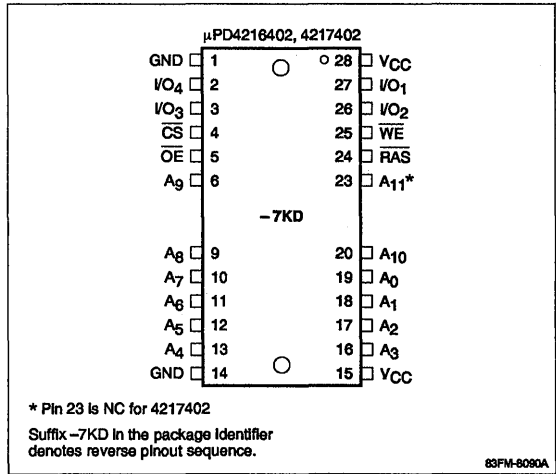 μPD4216402, 4217402
GND 1 28 VCC
I/O4 2 27 I/O1
I/O3 3 26 I/O2
CS 4 25 WE
OE 5 24 RAS
A9 6 23 A11*
–7KD
A8 9 20 A10
A7 10 19 A0
A6 11 18 A1
A5 12 17 A2
A4 13 16 A3
GND 14 15 VCC
* Pin 23 is NC for 4217402
Suffix –7KD in the package identifier
denotes reverse pinout sequence.
83FM-8090A